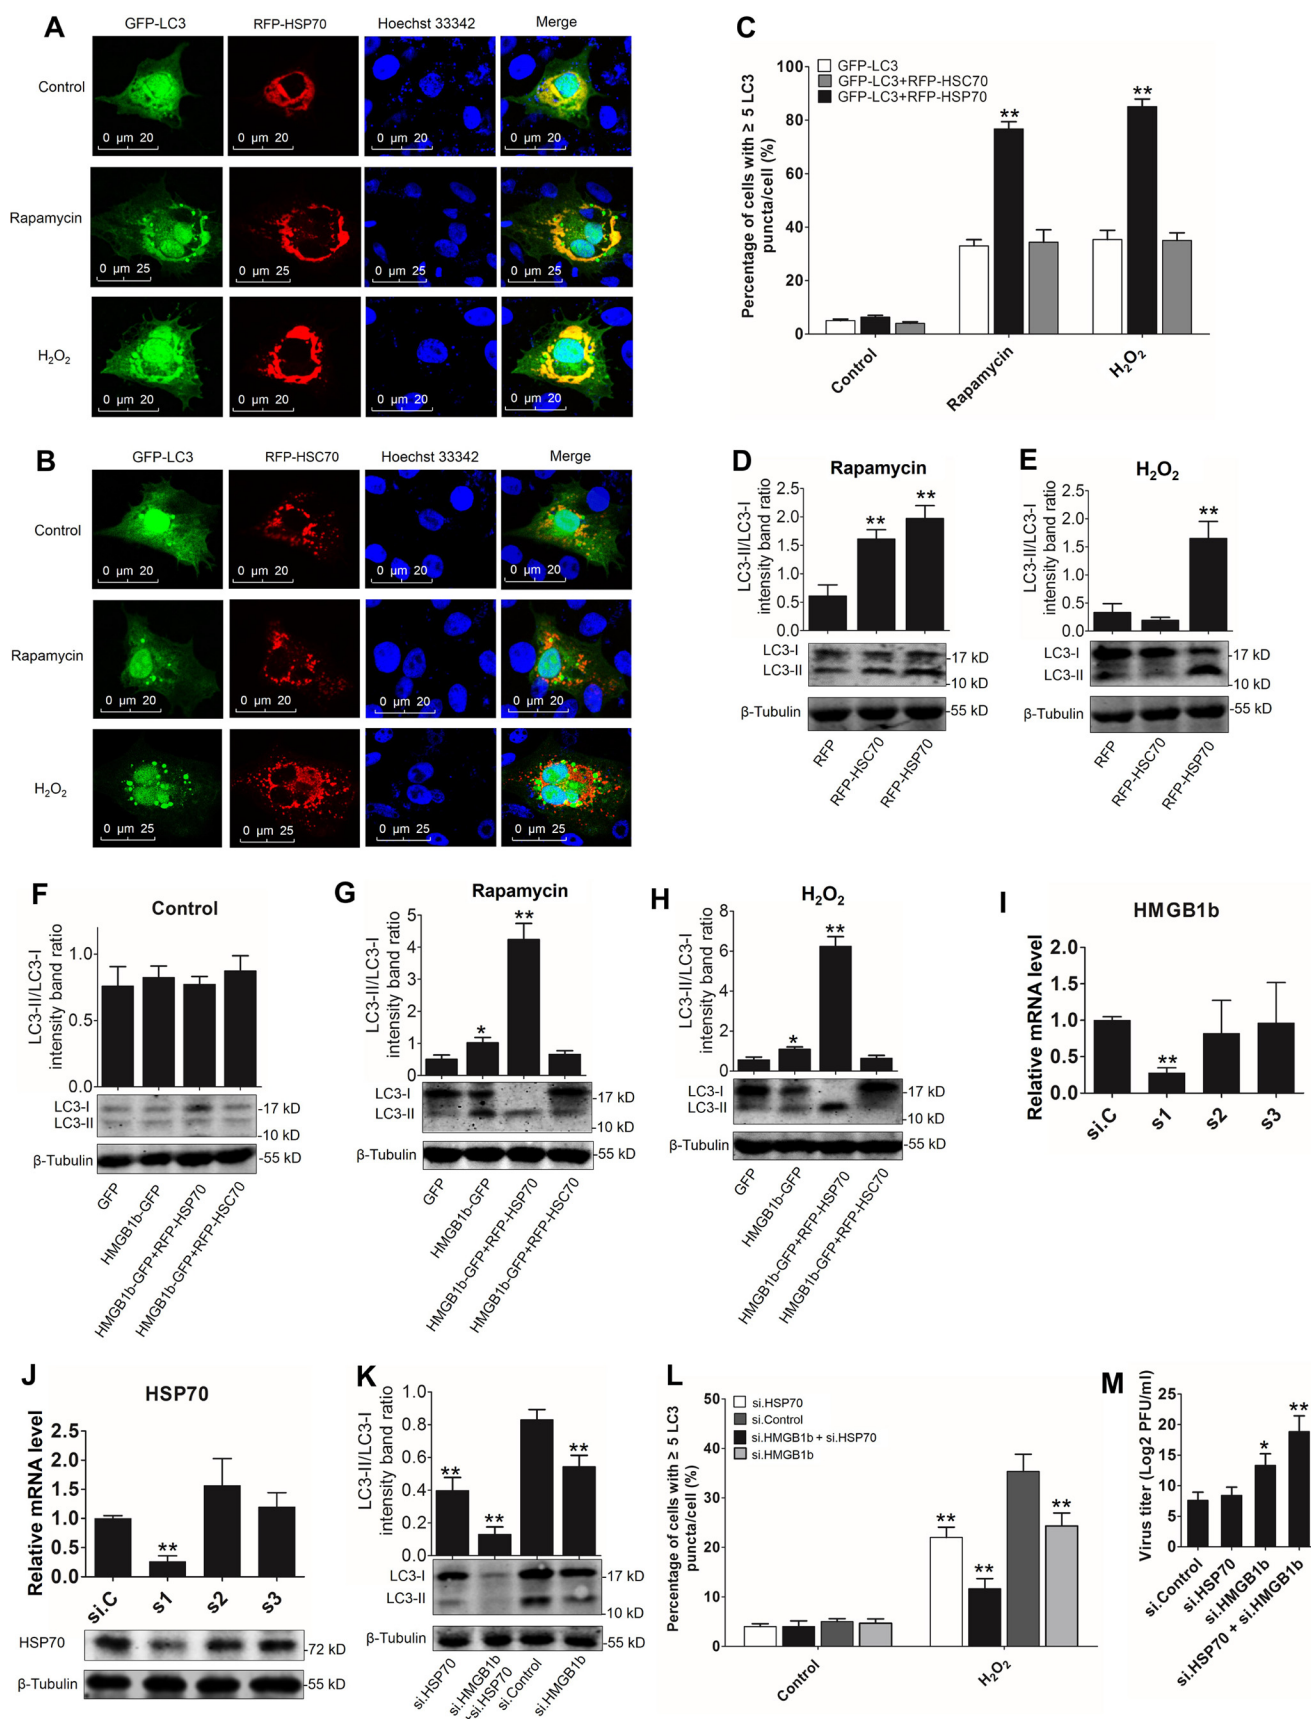 A
GFP-LC3 RFP-HSP70 Hoechst 33342 Merge
Control
0 μm 20 0 μm 20 0 μm 20 0 μm 20
Rapamycin
0 μm 25 0 μm 25 0 μm 25 0 μm 25
H₂O₂
0 μm 20 0 μm 20 0 μm 20 0 μm 20
B
GFP-LC3 RFP-HSC70 Hoechst 33342 Merge
Control
0 μm 20 0 μm 20 0 μm 20 0 μm 20
Rapamycin
0 μm 20 0 μm 20 0 μm 20 0 μm 20
H₂O₂
0 μm 25 0 μm 25 0 μm 25 0 μm 25
C
GFP-LC3
GFP-LC3+RFP-HSC70
GFP-LC3+RFP-HSP70
Percentage of cells with ≥ 5 LC3
puncta/cell (%)
100
80
60
40
20
0
** **
Control Rapamycin H₂O₂
D
Rapamycin
LC3-II/LC3-I
intensity band ratio
2.5
2.0
1.5
1.0
0.5
0.0
** **
LC3-I
LC3-II
-17 kD
-10 kD
β-Tubulin -55 kD
RFP RFP-HSC70 RFP-HSP70
E
H₂O₂
LC3-II/LC3-I
intensity band ratio
2.5
2.0
1.5
1.0
0.5
0.0
**
LC3-I
LC3-II
-17 kD
-10 kD
β-Tubulin -55 kD
RFP RFP-HSC70 RFP-HSP70
F
Control
LC3-II/LC3-I
intensity band ratio
1.0
0.5
0.0
LC3-I -17 kD
LC3-II
-10 kD
β-Tubulin -55 kD
GFP HMGB1b-GFP HMGB1b-GFP+RFP-HSP70 HMGB1b-GFP+RFP-HSC70
G
Rapamycin
LC3-II/LC3-I
intensity band ratio
5
4
3
2
1
0
* **
LC3-I -17 kD
LC3-II
-10 kD
β-Tubulin -55 kD
GFP HMGB1b-GFP HMGB1b-GFP+RFP-HSP70 HMGB1b-GFP+RFP-HSC70
H
H₂O₂
LC3-II/LC3-I
intensity band ratio
8
6
4
2
0
* **
LC3-I -17 kD
LC3-II
-10 kD
β-Tubulin -55 kD
GFP HMGB1b-GFP HMGB1b-GFP+RFP-HSP70 HMGB1b-GFP+RFP-HSC70
I
HMGB1b
Relative mRNA level
2.0
1.5
1.0
0.5
0.0
**
si.C s1 s2 s3
J
HSP70
Relative mRNA level
2.5
2.0
1.5
1.0
0.5
0.0
**
si.C s1 s2 s3
HSP70 -72 kD
β-Tubulin -55 kD
K
LC3-II/LC3-I
intensity band ratio
1.0
0.8
0.6
0.4
0.2
0.0
** ** **
LC3-I -17 kD
LC3-II
-10 kD
β-Tubulin -55 kD
si.HSP70 si.HMGB1b si.Control si.HMGB1b
+si.HSP70
L
si.HSP70
si.Control
si.HMGB1b + si.HSP70
si.HMGB1b
Percentage of cells with ≥ 5 LC3
puncta/cell (%)
50
40
30
20
10
0
** ** **
Control H₂O₂
M
Virus titer (Log2 PFU/ml)
25
20
15
10
5
0
* **
si.Control si.HSP70 si.HMGB1b si.HSP70 + si.HMGB1b